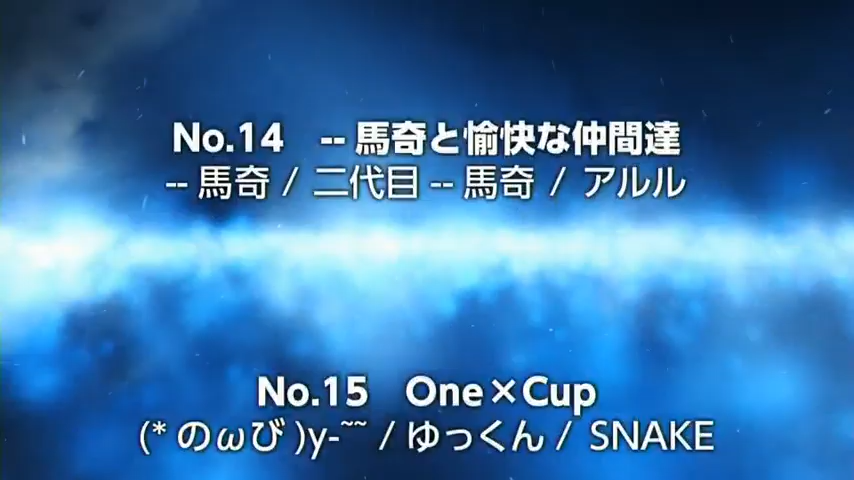 No.14　-- 馬奇と愉快な仲間達
-- 馬奇 / 二代目 -- 馬奇 / アルル
No.15　One×Cup
(*のωび)y-~~ / ゆっくん / SNAKE